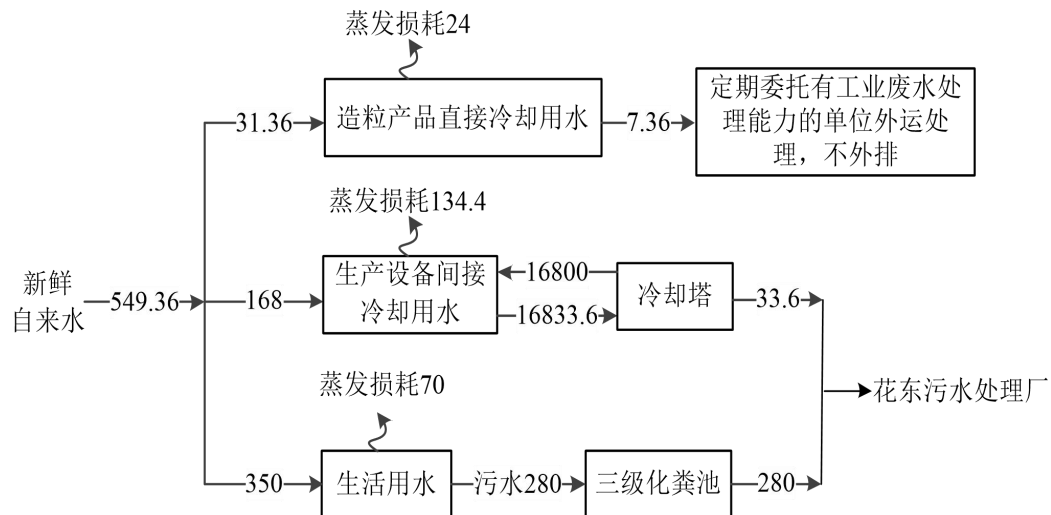 蒸发损耗24
31.36
造粒产品直接冷却用水
7.36
定期委托有工业废水处
理能力的单位外运处
理，不外排
蒸发损耗134.4
新鲜
自来水
549.36
168
生产设备间接
冷却用水
16800
16833.6
冷却塔
33.6
花东污水处理厂
蒸发损耗70
350
生活用水
污水280
三级化粪池
280